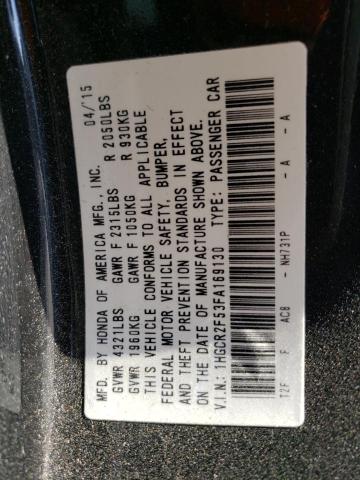 MFD. BY HONDA OF AMERICA MFG., INC. 04/15
GVWR 4321LBS GAWR F 2315LBS R 2050LBS
GVWR 1960KG GAWR F 1050KG R 930KG
THIS VEHICLE CONFORMS TO ALL APPLICABLE
FEDERAL MOTOR VEHICLE SAFETY, BUMPER,
AND THEFT PREVENTION STANDARDS IN EFFECT
ON THE DATE OF MANUFACTURE SHOWN ABOVE.
V.I.N.: 1HGCR2F53FA169130 TYPE: PASSENGER CAR
T2F F AC8 - NH731P - A - A